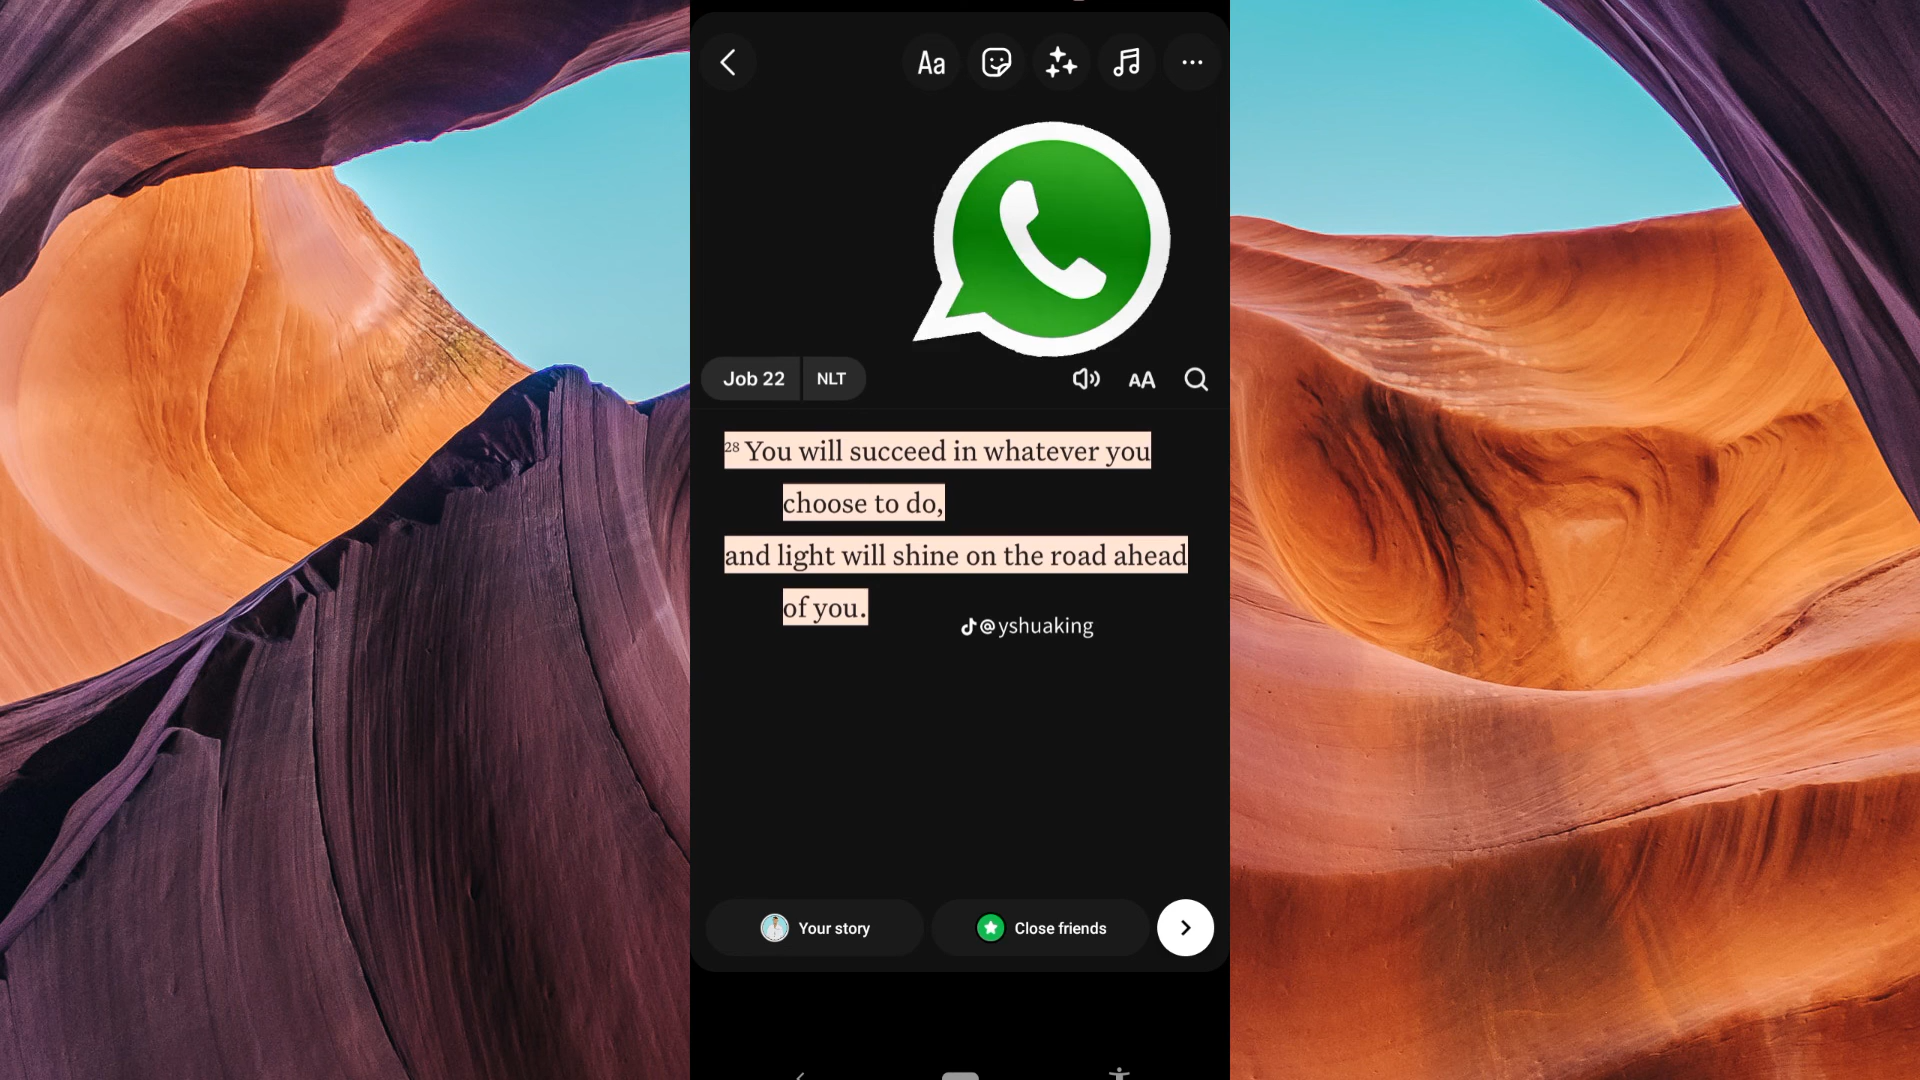 Aa
Job 22 NLT AA
28 You will succeed in whatever you
choose to do,
and light will shine on the road ahead
of you.
@yshuaking
Your story Close friends